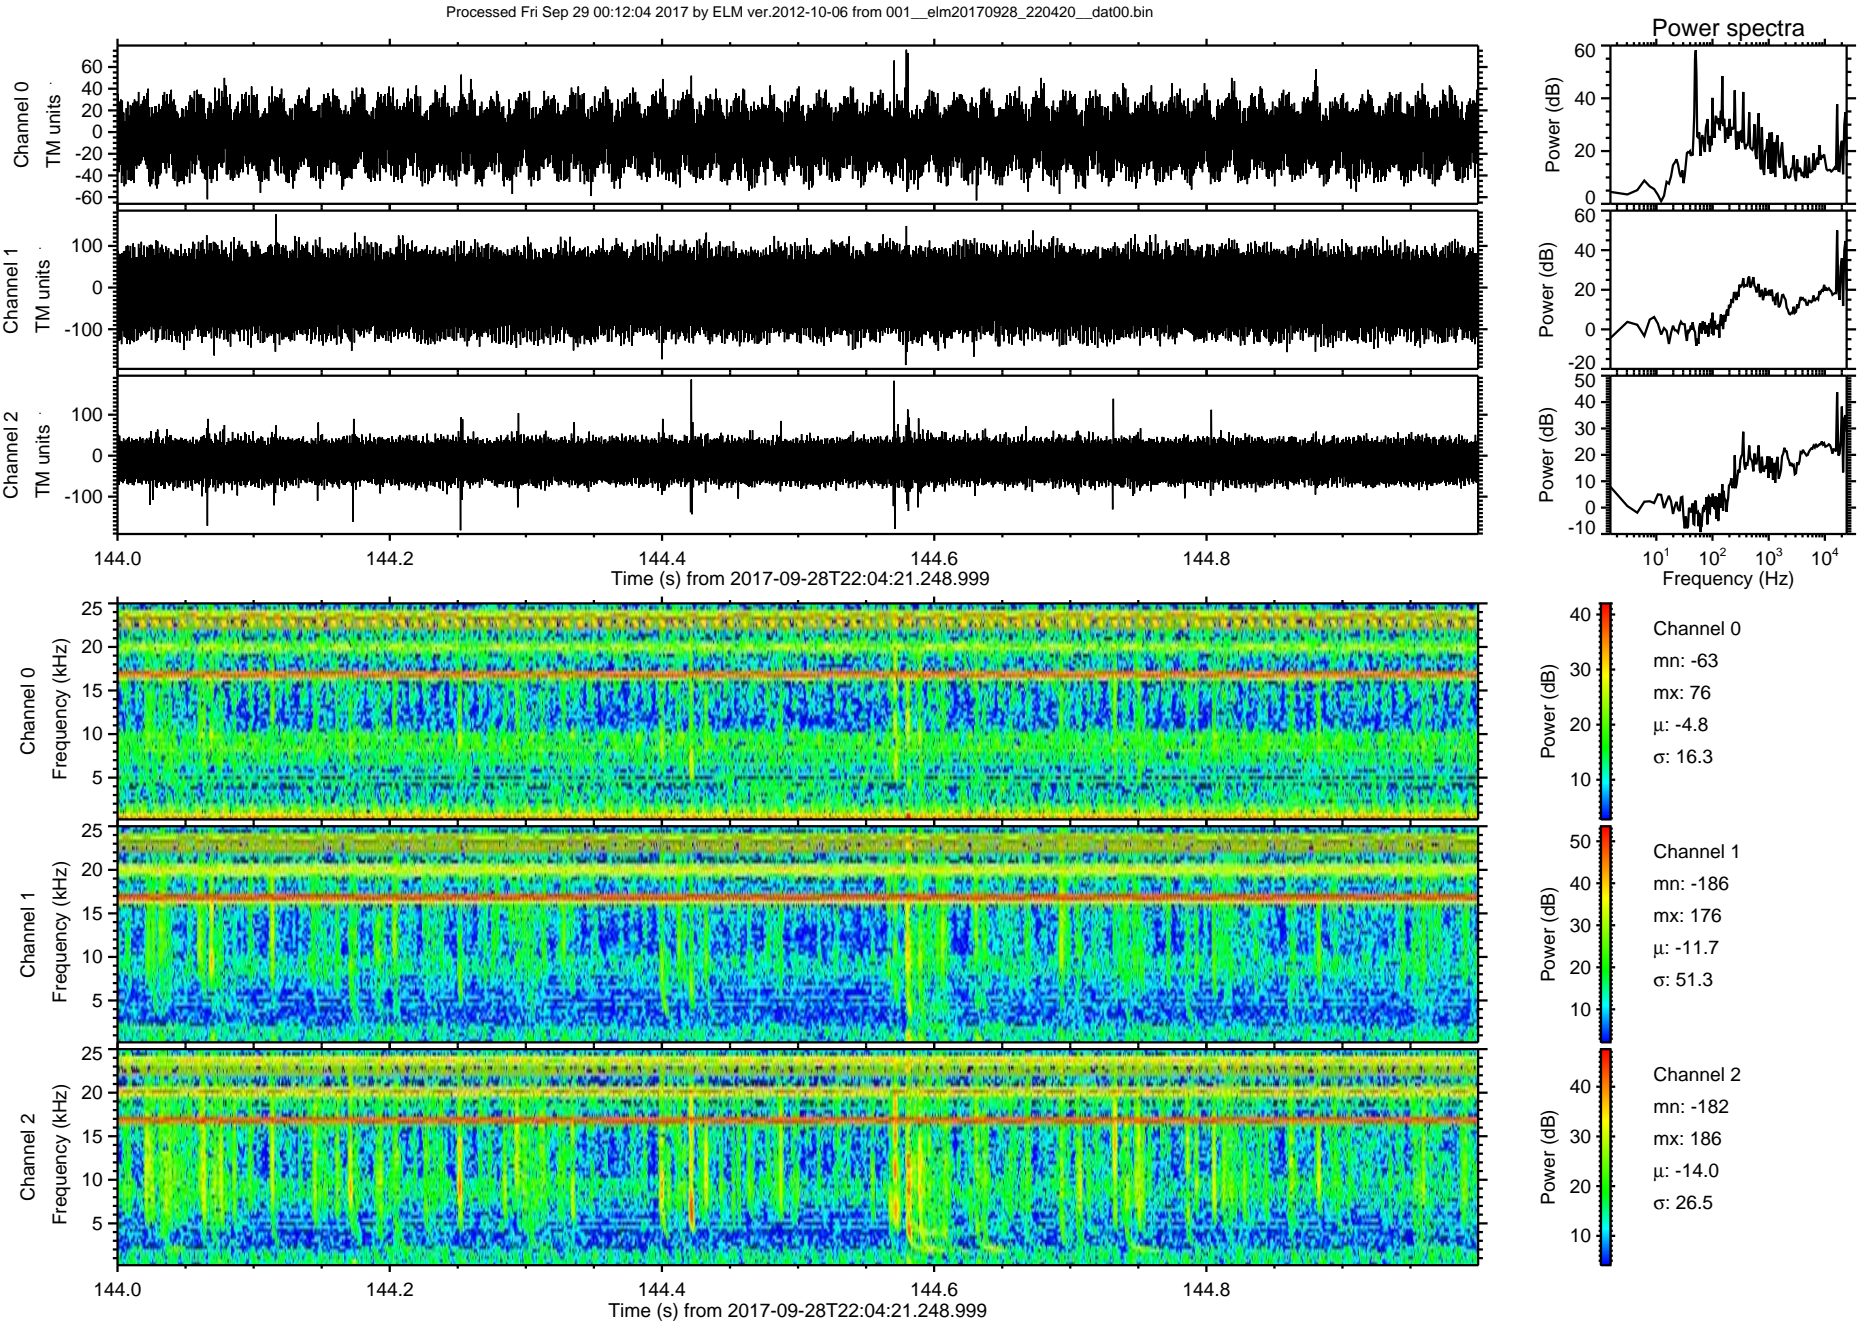 Processed Fri Sep 29 00:12:04 2017 by ELM ver.2012-10-06 from 001__elm20170928_220420__dat00.bin
Power spectra
Channel 0
TM units
60
40
20
0
-20
-40
-60
Power (dB)
60
40
20
0
Channel 1
TM units
100
0
-100
Power (dB)
60
40
20
0
-20
Channel 2
TM units
100
0
-100
Power (dB)
50
40
30
20
10
0
-10
144.0 144.2 144.4 144.6 144.8
Time (s) from 2017-09-28T22:04:21.248.999
10¹ 10² 10³ 10⁴
Frequency (Hz)
Channel 0
Frequency (kHz)
25
20
15
10
5
Power (dB)
40
30
20
10
Channel 0
mn: -63
mx: 76
μ: -4.8
σ: 16.3
Channel 1
Frequency (kHz)
25
20
15
10
5
Power (dB)
50
40
30
20
10
Channel 1
mn: -186
mx: 176
μ: -11.7
σ: 51.3
Channel 2
Frequency (kHz)
25
20
15
10
5
Power (dB)
40
30
20
10
Channel 2
mn: -182
mx: 186
μ: -14.0
σ: 26.5
144.0 144.2 144.4 144.6 144.8
Time (s) from 2017-09-28T22:04:21.248.999